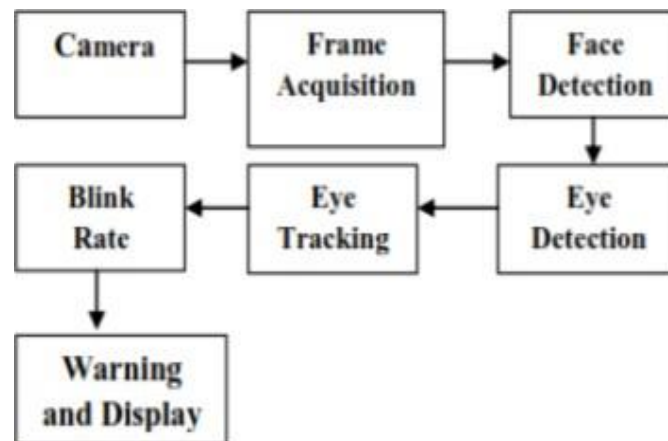 Camera
Frame
Acquisition
Face
Detection
Eye
Detection
Eye
Tracking
Blink
Rate
Warning
and Display